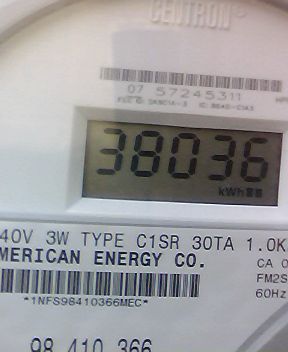 CENTRON
07 57245311
38036
kWh
40V 3W TYPE C1SR 30TA 1.0K
MERICAN ENERGY CO.
CA 0
FM2S
60Hz
*1NFS98410366MEC*
98 410 366